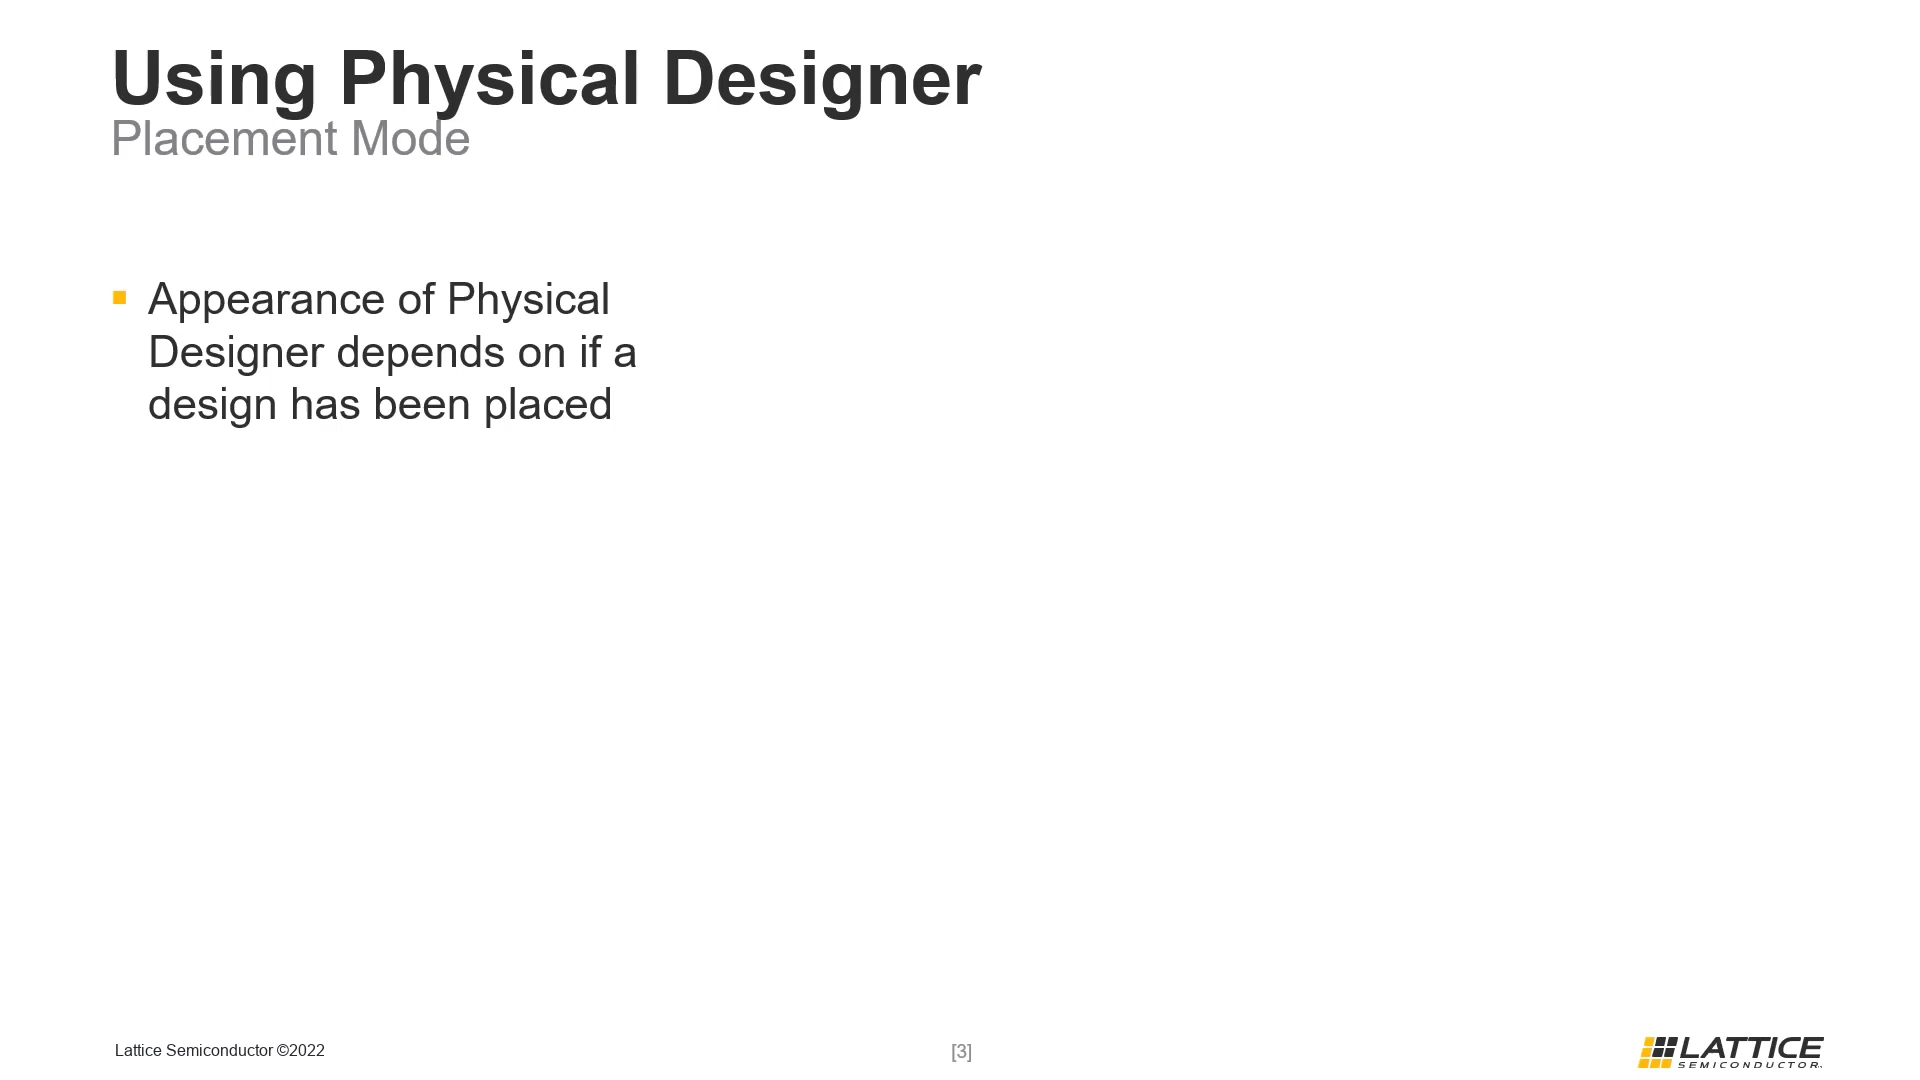 Using Physical Designer
Placement Mode
Appearance of Physical
Designer depends on if a
design has been placed
Lattice Semiconductor ©2022
[3]
LATTICE
SEMICONDUCTOR